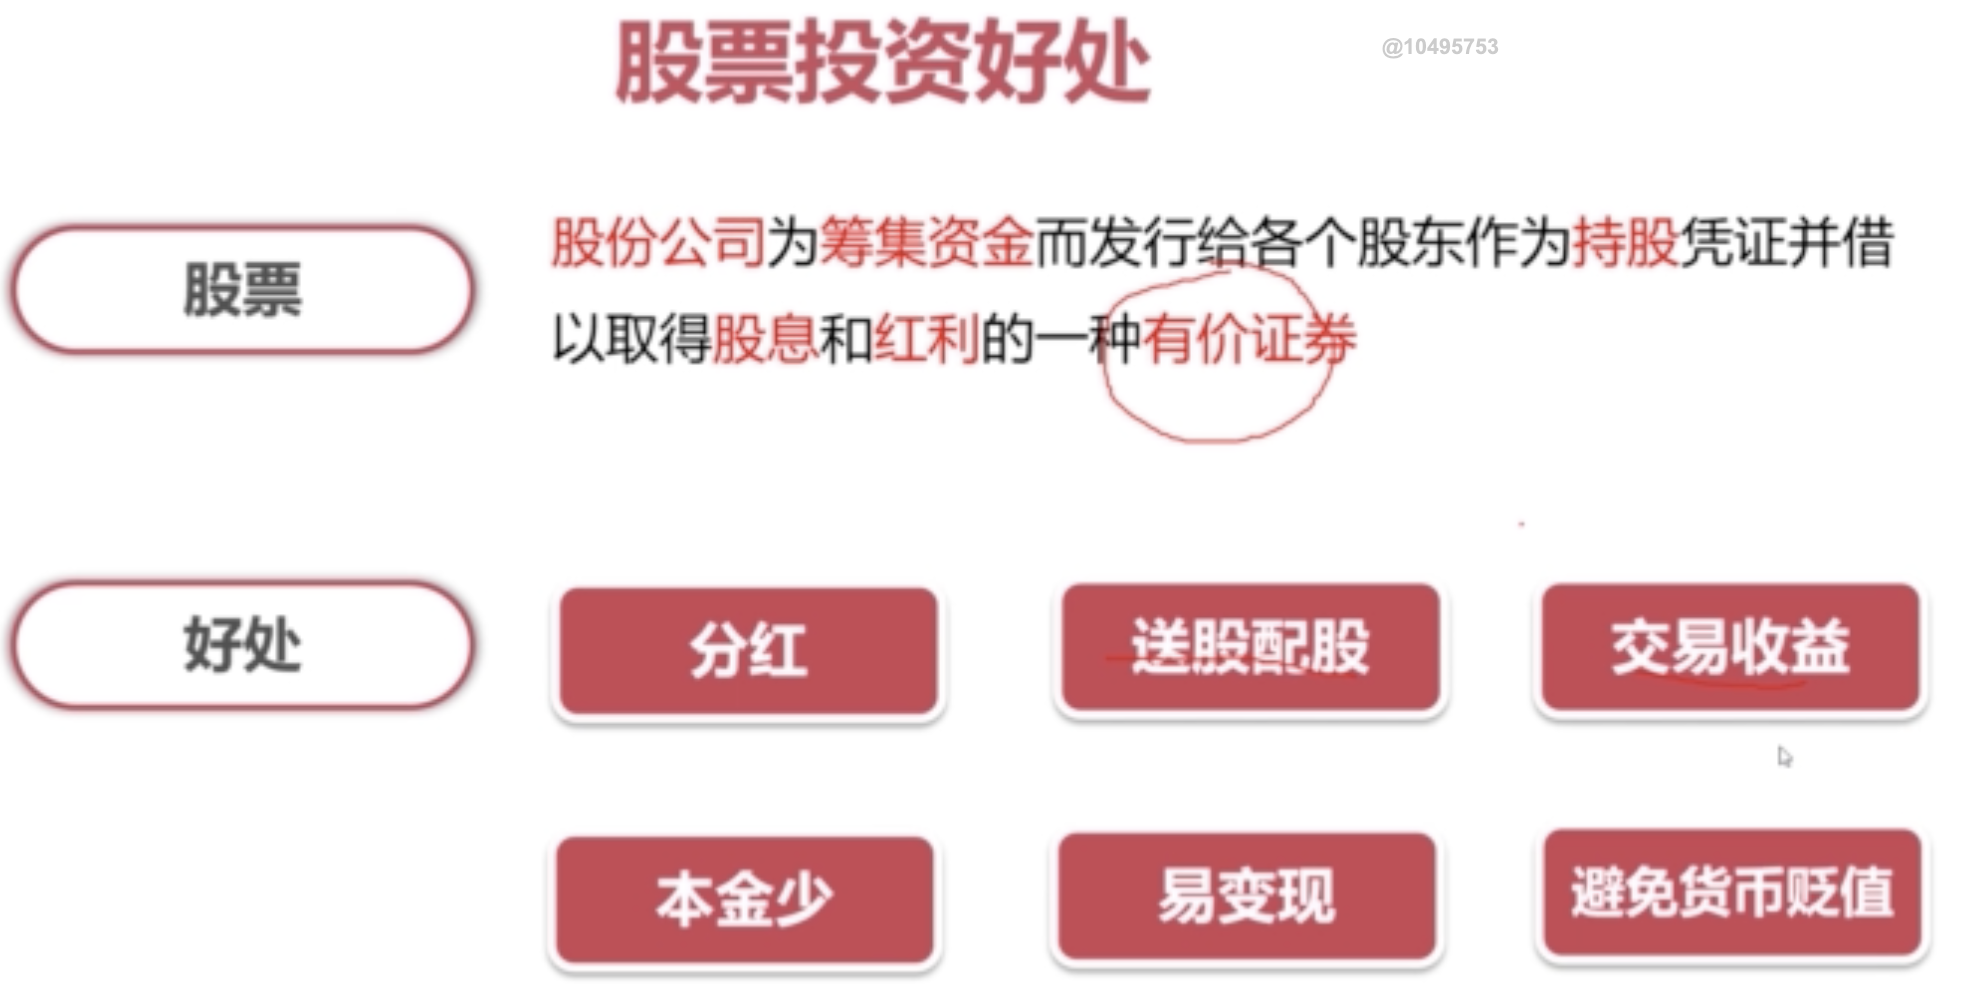 股票投资好处
@10495753
股票
股份公司为筹集资金而发行给各个股东作为持股凭证并借
以取得股息和红利的一种有价证券
好处
分红
送股配股
交易收益
本金少
易变现
避免货币贬值